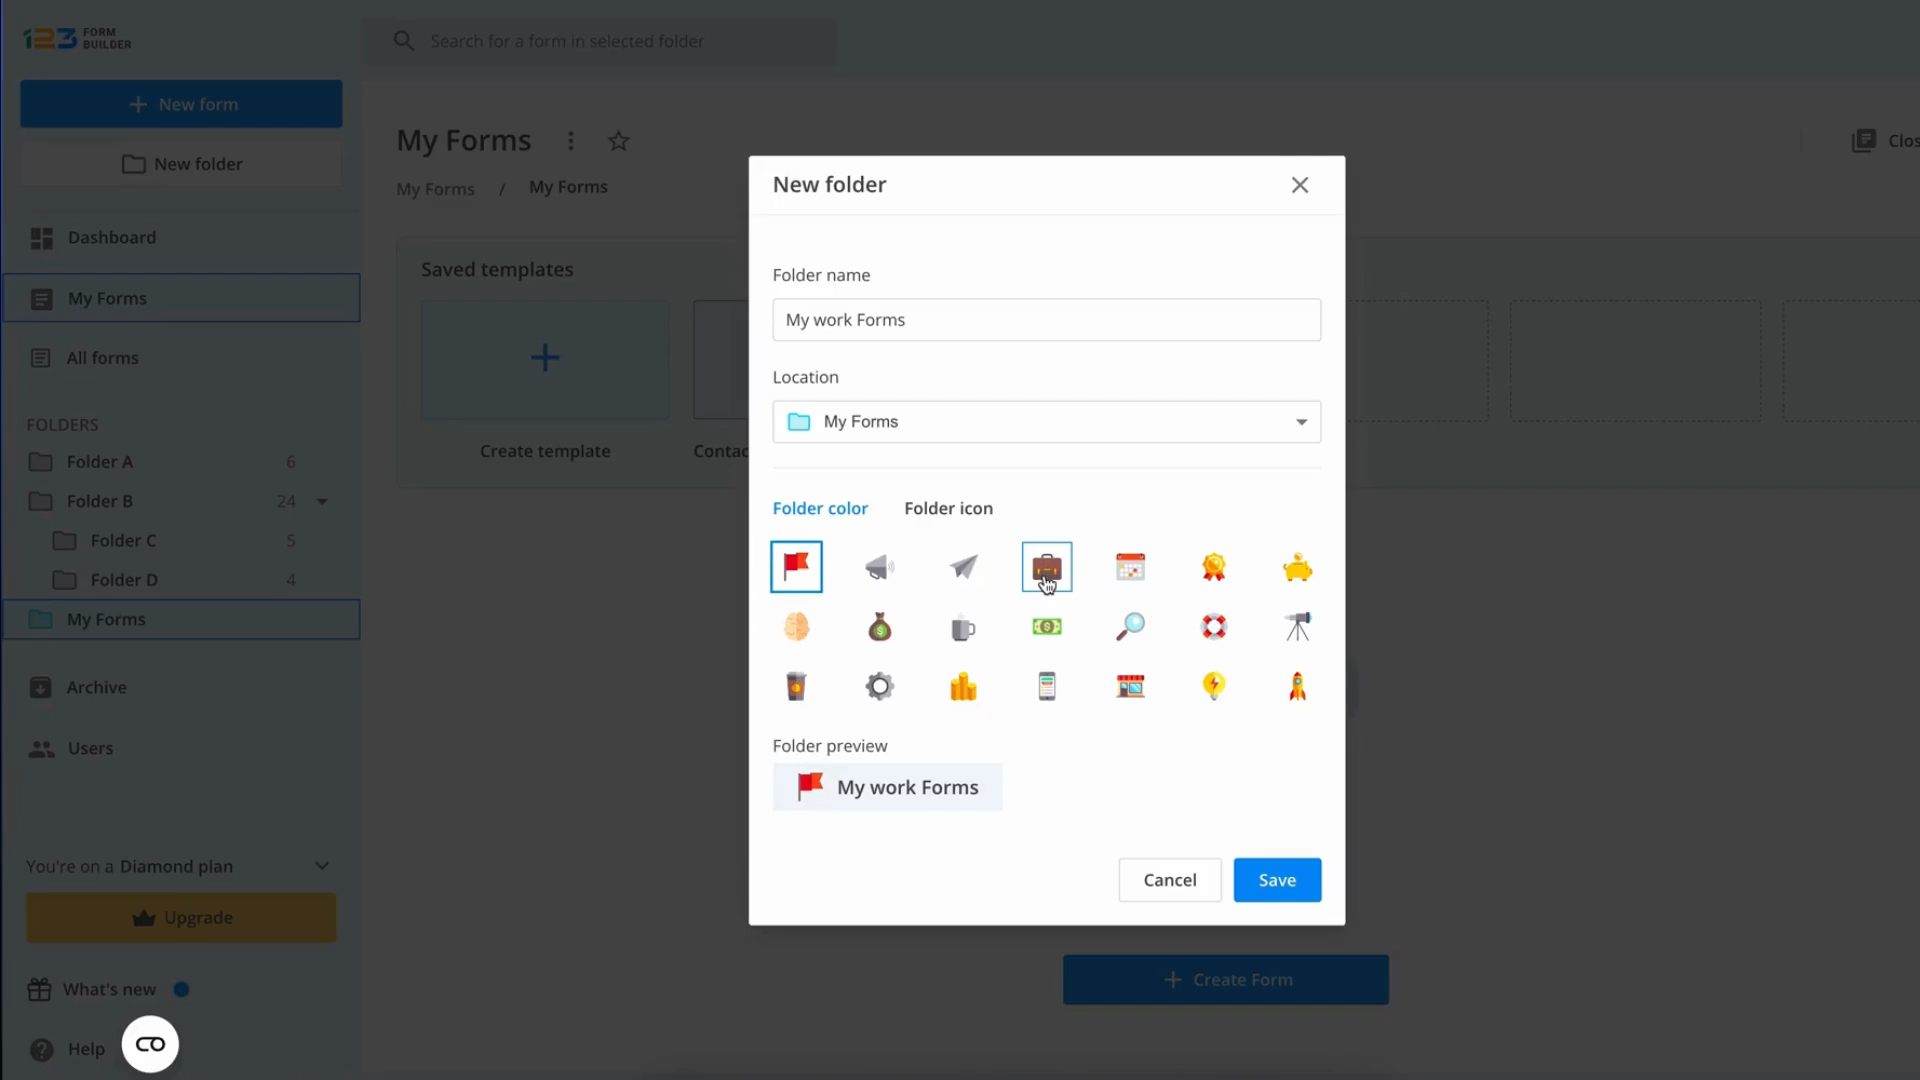 123 FORM
BUILDER
Search for a form in selected folder
New form
New folder
Dashboard
My Forms
All forms
FOLDERS
Folder A 6
Folder B 24
Folder C 5
Folder D 4
My Forms
Archive
Users
You're on a Diamond plan
Upgrade
What's new
Help
My Forms
My Forms / My Forms
Clos
Saved templates
Create template
Contac
New folder
Folder name
My work Forms
Location
My Forms
Folder color Folder icon
Folder preview
My work Forms
Cancel Save
Create Form